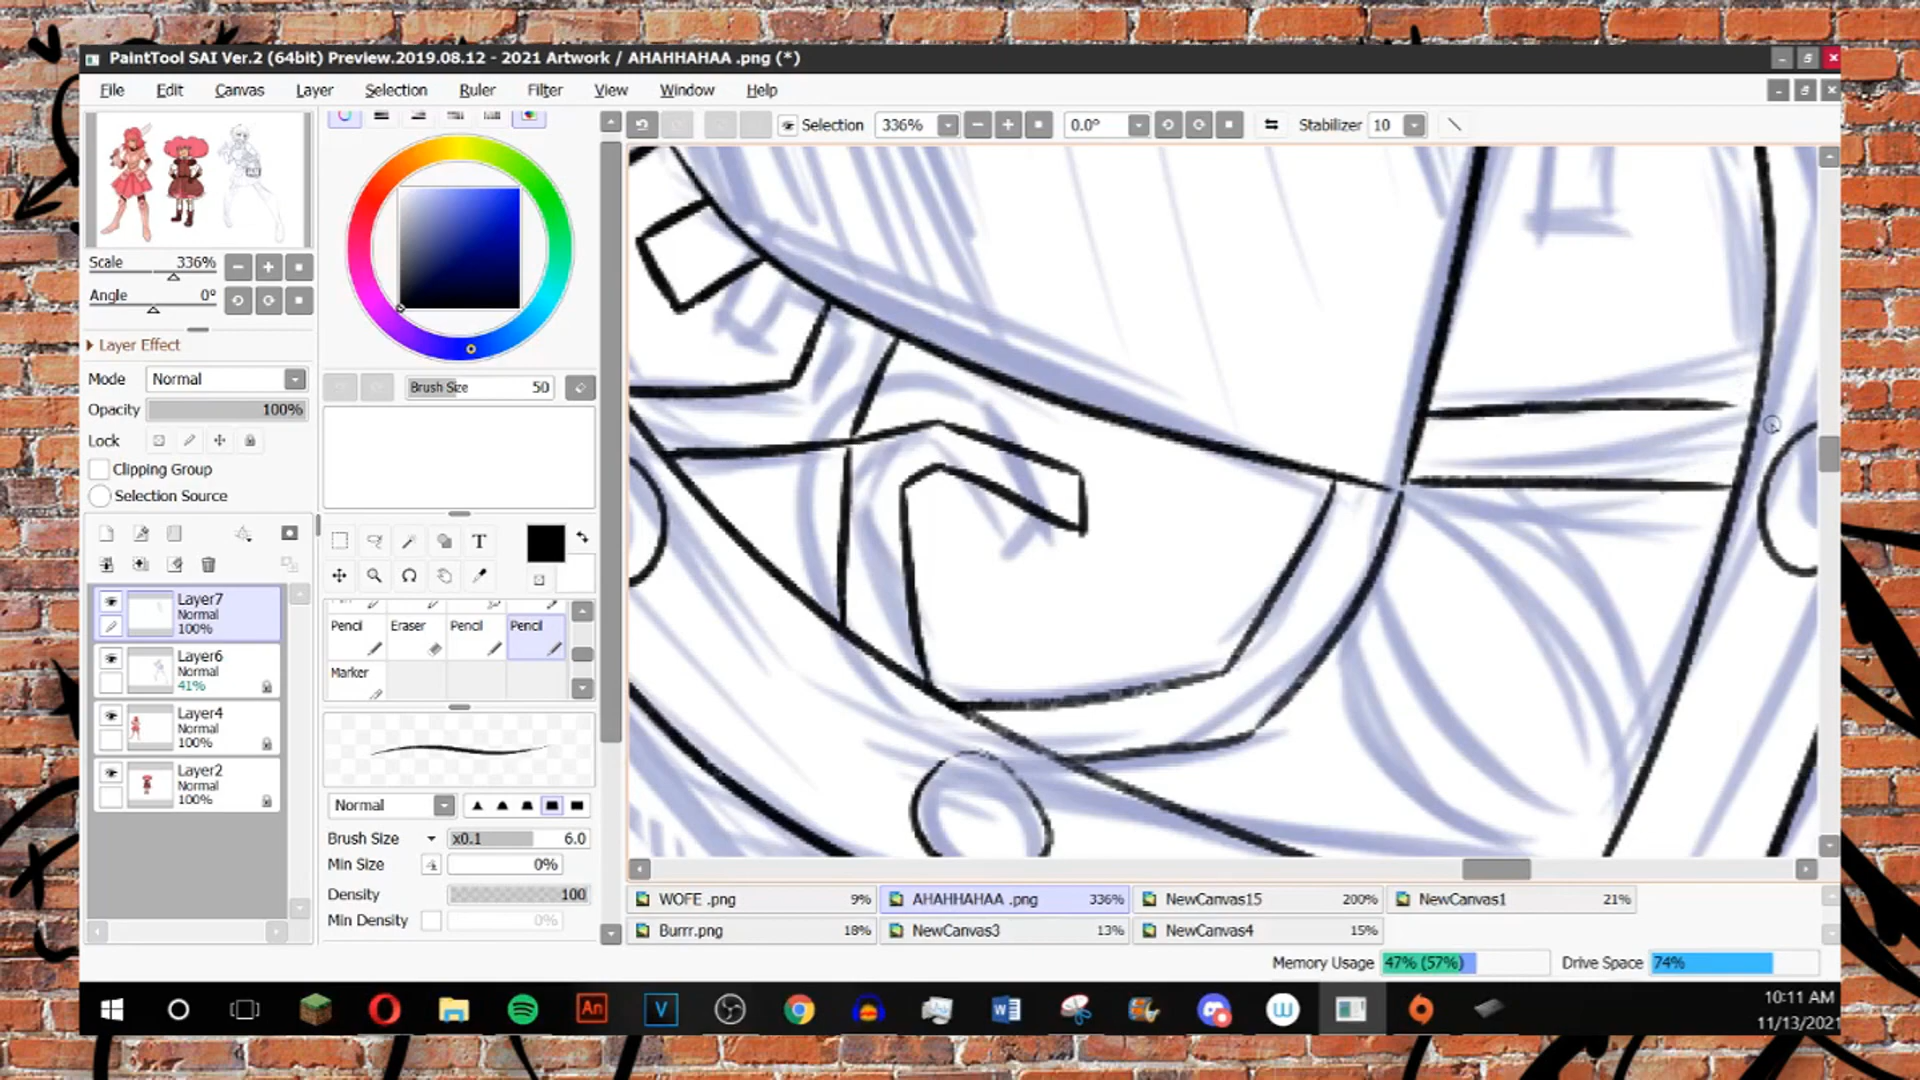 PaintTool SAI Ver.2 (64bit) Preview.2019.08.12 - 2021 Artwork / AHAHHAHAA .png (*)
File Edit Canvas Layer Selection Ruler Filter View Window Help
Selection 336% 0.0° Stabilizer 10
Scale 336%
Angle 0°
Layer Effect
Mode Normal
Opacity 100%
Lock
Clipping Group
Selection Source
Layer7
Normal
100%
Layer6
Normal
41%
Layer4
Normal
100%
Layer2
Normal
100%
Brush Size 50
T
Pencil Eraser Pencil Pencil
Marker
Normal
Brush Size x0.1 6.0
Min Size 0%
Density 100
Min Density 0%
WOFE .png 9% AHAHHAHAA .png 336% NewCanvas15 200% NewCanvas1 21%
Burrr.png 18% NewCanvas3 13% NewCanvas4 15%
Memory Usage 47% (57%) Drive Space 74%
An V W W
10:11 AM
11/13/2021